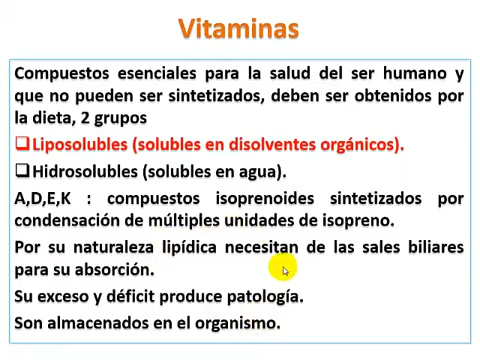 Vitaminas
Compuestos esenciales para la salud del ser humano y
que no pueden ser sintetizados, deben ser obtenidos por
la dieta, 2 grupos
❑Liposolubles (solubles en disolventes orgánicos).
❑Hidrosolubles (solubles en agua).
A,D,E,K : compuestos isoprenoides sintetizados por
condensación de múltiples unidades de isopreno.
Por su naturaleza lipídica necesitan de las sales biliares
para su absorción.
Su exceso y déficit produce patología.
Son almacenados en el organismo.